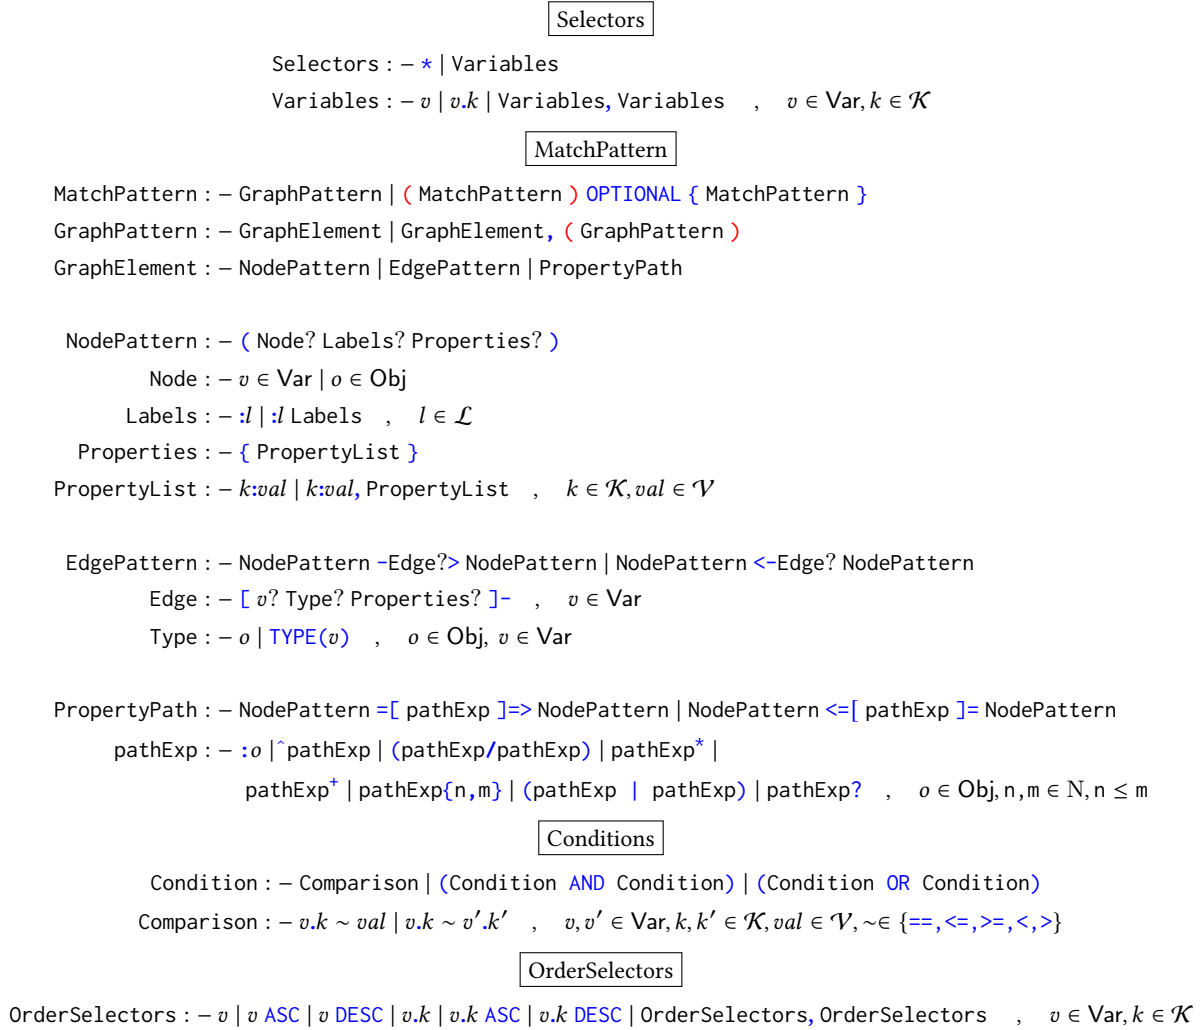 Selectors
Selectors : − * | Variables
Variables : − v | v.k | Variables, Variables , v ∈ Var, k ∈ 𝒦
MatchPattern
MatchPattern : − GraphPattern | ( MatchPattern ) OPTIONAL { MatchPattern }
GraphPattern : − GraphElement | GraphElement, ( GraphPattern )
GraphElement : − NodePattern | EdgePattern | PropertyPath
NodePattern : − ( Node? Labels? Properties? )
Node : − v ∈ Var | o ∈ Obj
Labels : − :l | :l Labels , l ∈ ℒ
Properties : − { PropertyList }
PropertyList : − k:val | k:val, PropertyList , k ∈ 𝒦, val ∈ 𝒱
EdgePattern : − NodePattern -Edge?> NodePattern | NodePattern <-Edge? NodePattern
Edge : − [ v? Type? Properties? ]- , v ∈ Var
Type : − o | TYPE(v) , o ∈ Obj, v ∈ Var
PropertyPath : − NodePattern =[ pathExp ]=> NodePattern | NodePattern <=[ pathExp ]= NodePattern
pathExp : − :o |^pathExp | (pathExp/pathExp) | pathExp* |
pathExp+ | pathExp{n,m} | (pathExp | pathExp) | pathExp? , o ∈ Obj, n,m ∈ N, n ≤ m
Conditions
Condition : − Comparison | (Condition AND Condition) | (Condition OR Condition)
Comparison : − v.k ∼ val | v.k ∼ v′.k′ , v, v′ ∈ Var, k, k′ ∈ 𝒦, val ∈ 𝒱, ∼∈ {==,<=,>=,<,>}
OrderSelectors
OrderSelectors : − v | v ASC | v DESC | v.k | v.k ASC | v.k DESC | OrderSelectors, OrderSelectors , v ∈ Var, k ∈ 𝒦